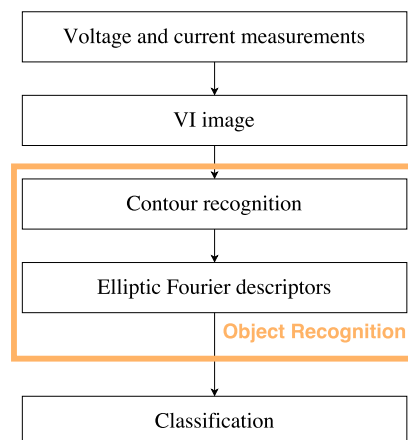 Voltage and current measurements
VI image
Contour recognition
Elliptic Fourier descriptors
Object Recognition
Classification